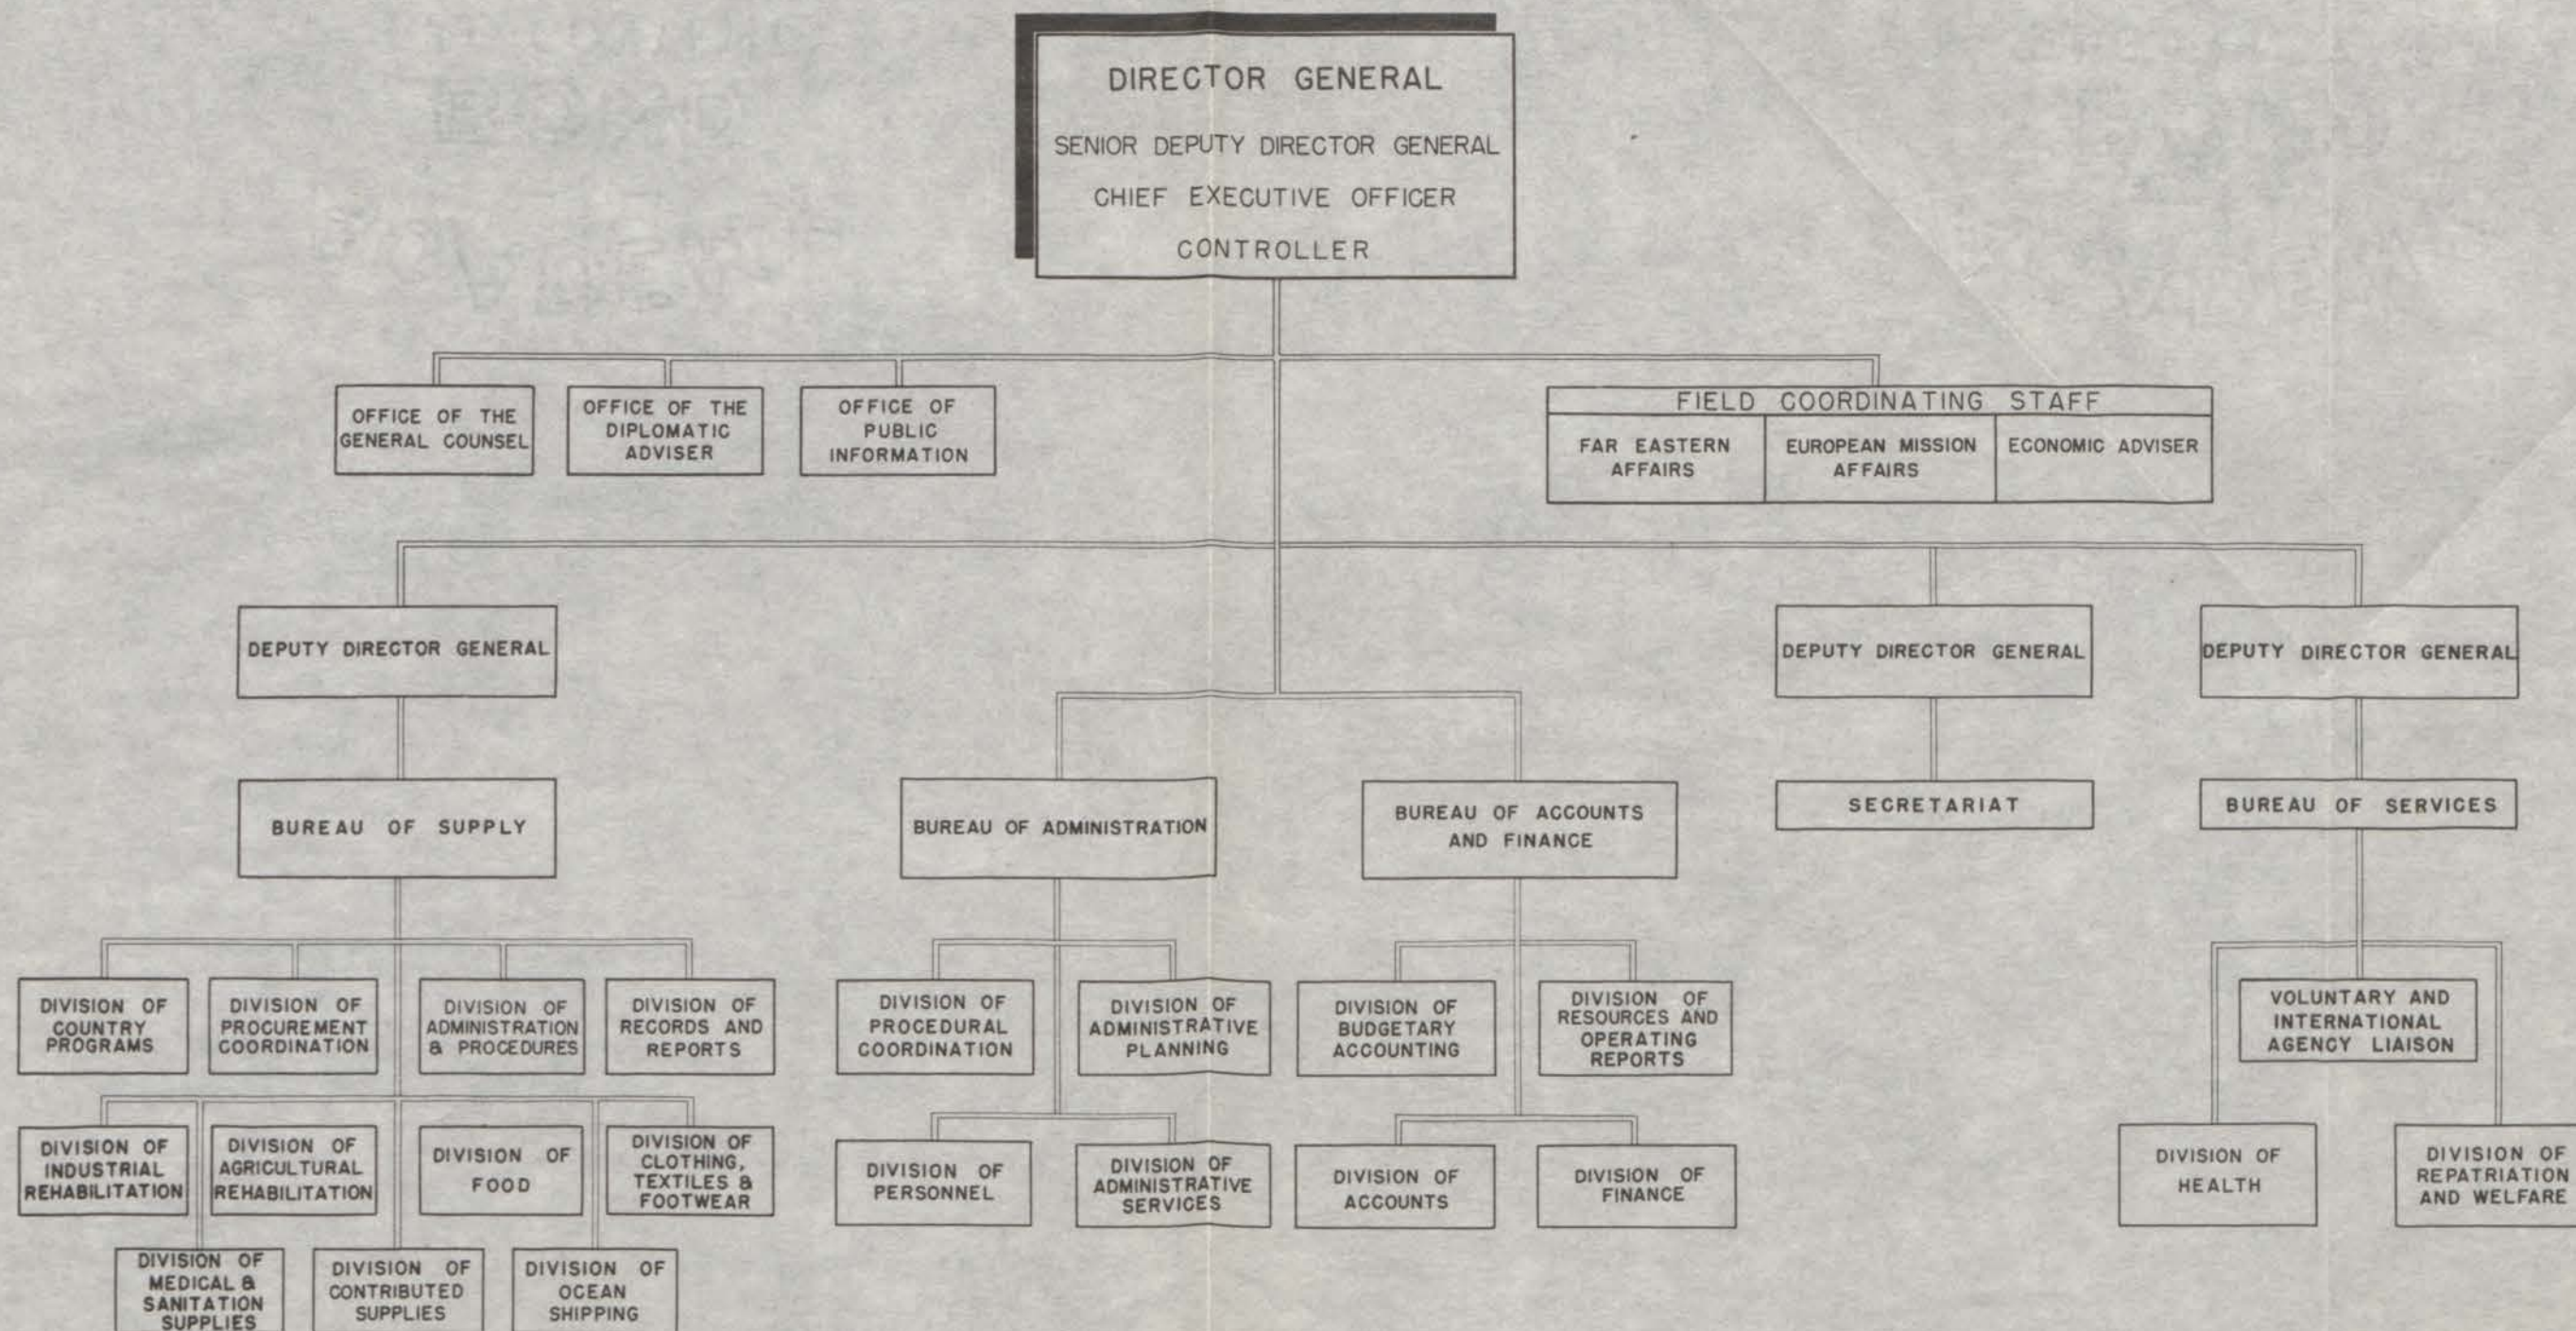 DIRECTOR GENERAL
SENIOR DEPUTY DIRECTOR GENERAL
CHIEF EXECUTIVE OFFICER
CONTROLLER
OFFICE OF THE
GENERAL COUNSEL
OFFICE OF THE
DIPLOMATIC
ADVISER
OFFICE OF
PUBLIC
INFORMATION
FIELD COORDINATING STAFF
FAR EASTERN
AFFAIRS
EUROPEAN MISSION
AFFAIRS
ECONOMIC ADVISER
DEPUTY DIRECTOR GENERAL
DEPUTY DIRECTOR GENERAL
DEPUTY DIRECTOR GENERAL
BUREAU OF SUPPLY
BUREAU OF ADMINISTRATION
BUREAU OF ACCOUNTS
AND FINANCE
SECRETARIAT
BUREAU OF SERVICES
DIVISION OF
COUNTRY
PROGRAMS
DIVISION OF
PROCUREMENT
COORDINATION
DIVISION OF
ADMINISTRATION
& PROCEDURES
DIVISION OF
RECORDS AND
REPORTS
DIVISION OF
PROCEDURAL
COORDINATION
DIVISION OF
ADMINISTRATIVE
PLANNING
DIVISION OF
BUDGETARY
ACCOUNTING
DIVISION OF
RESOURCES AND
OPERATING
REPORTS
VOLUNTARY AND
INTERNATIONAL
AGENCY LIAISON
DIVISION OF
INDUSTRIAL
REHABILITATION
DIVISION OF
AGRICULTURAL
REHABILITATION
DIVISION OF
FOOD
DIVISION OF
CLOTHING,
TEXTILES &
FOOTWEAR
DIVISION OF
PERSONNEL
DIVISION OF
ADMINISTRATIVE
SERVICES
DIVISION OF
ACCOUNTS
DIVISION OF
FINANCE
DIVISION OF
HEALTH
DIVISION OF
REPATRIATION
AND WELFARE
DIVISION OF
MEDICAL &
SANITATION
SUPPLIES
DIVISION OF
CONTRIBUTED
SUPPLIES
DIVISION OF
OCEAN
SHIPPING